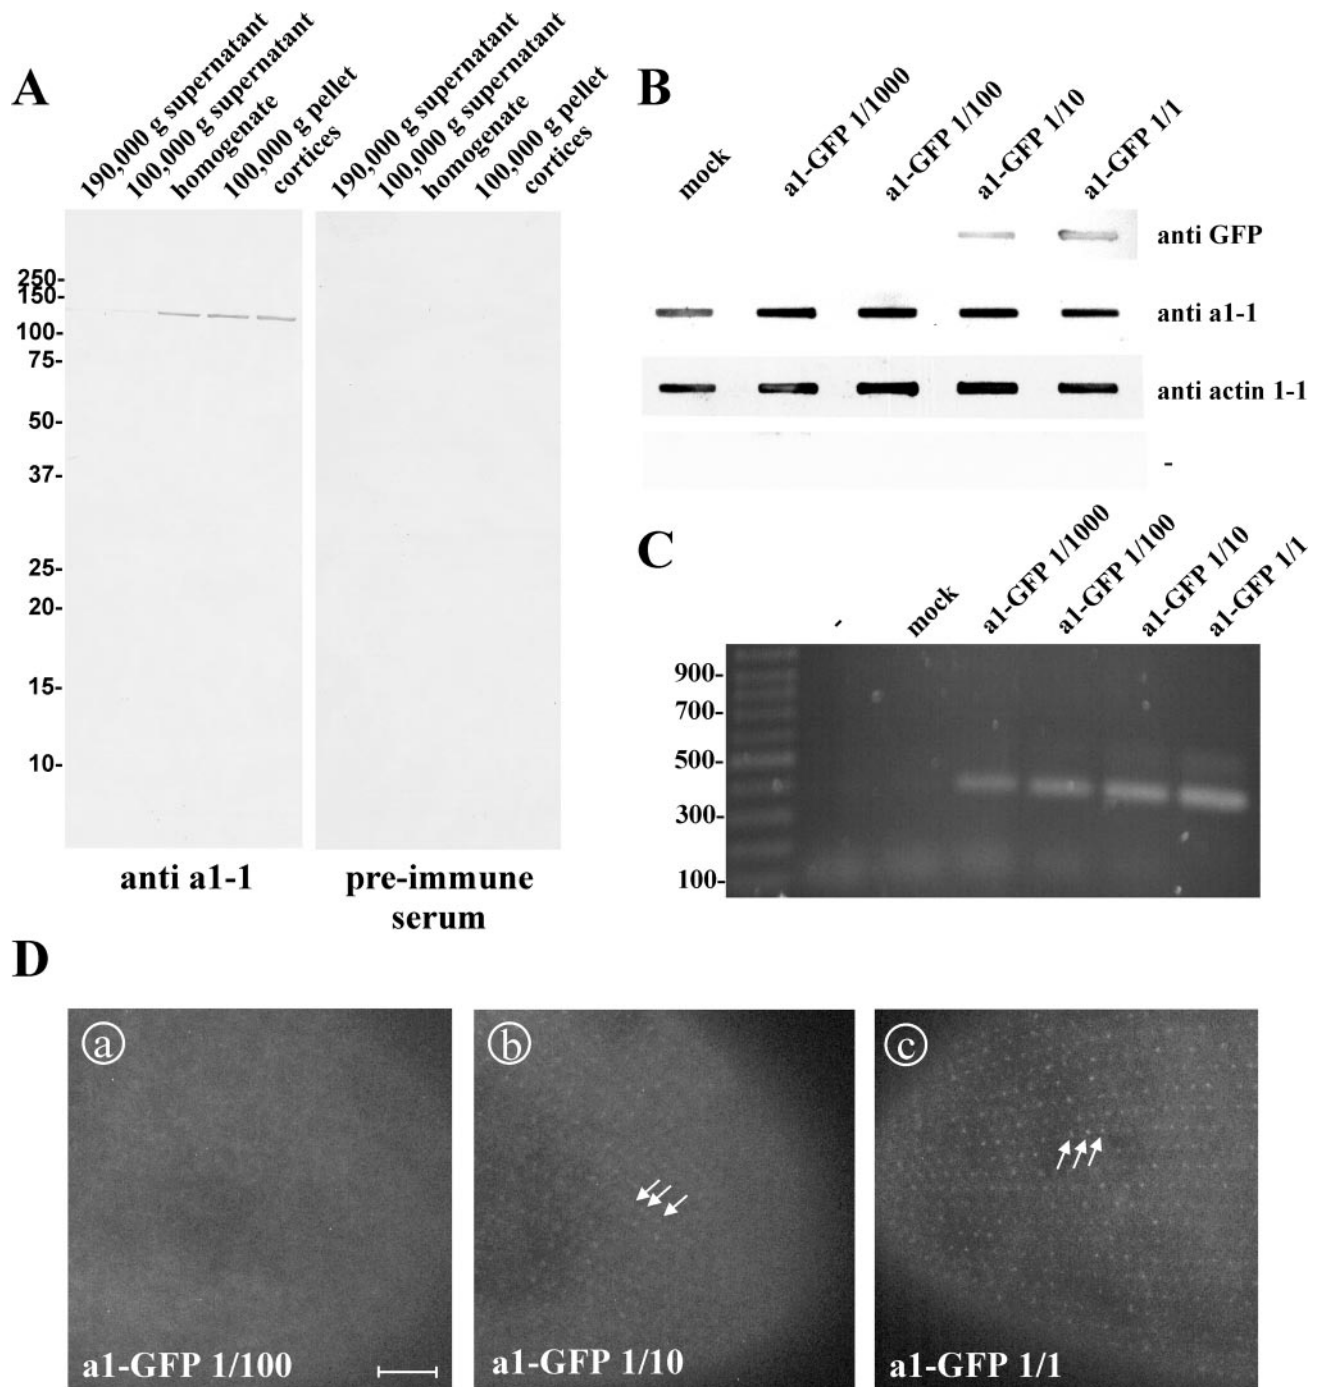 A
190,000 g supernatant
100,000 g supernatant
homogenate
100,000 g pellet
cortices
190,000 g supernatant
100,000 g supernatant
homogenate
100,000 g pellet
cortices
250-
150-
100-
75-
50-
37-
25-
20-
15-
10-
anti a1-1
pre-immune
serum
B
mock
a1-GFP 1/1000
a1-GFP 1/100
a1-GFP 1/10
a1-GFP 1/1
anti GFP
anti a1-1
anti actin 1-1
-
C
-
mock
a1-GFP 1/1000
a1-GFP 1/100
a1-GFP 1/10
a1-GFP 1/1
900-
700-
500-
300-
100-
D
a
a1-GFP 1/100
b
a1-GFP 1/10
c
a1-GFP 1/1